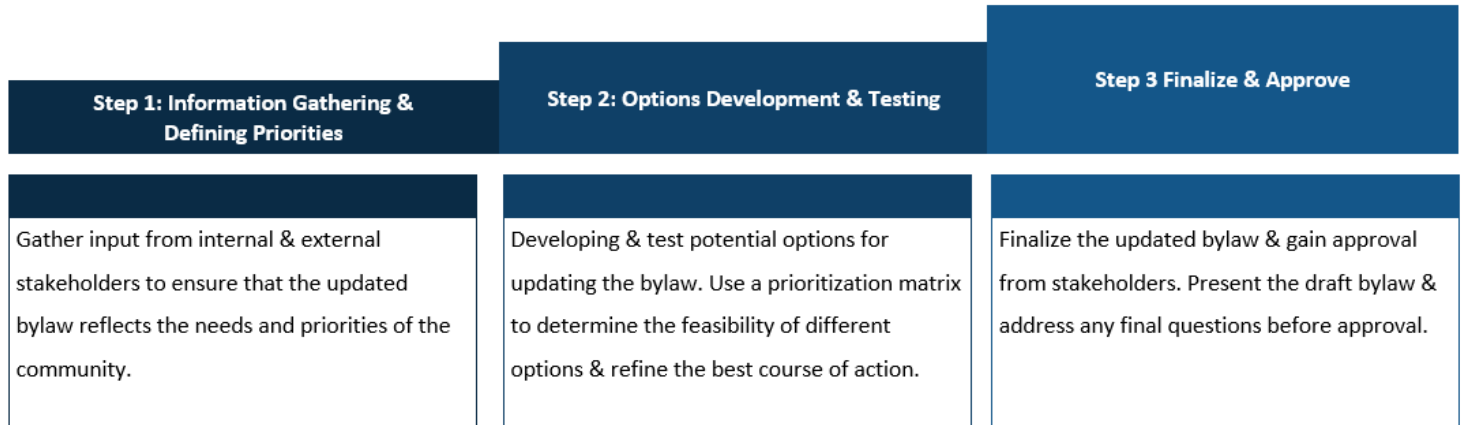 Step 1: Information Gathering &
Defining Priorities
Step 2: Options Development & Testing
Step 3 Finalize & Approve
Gather input from internal & external
stakeholders to ensure that the updated
bylaw reflects the needs and priorities of the
community.
Developing & test potential options for
updating the bylaw. Use a prioritization matrix
to determine the feasibility of different
options & refine the best course of action.
Finalize the updated bylaw & gain approval
from stakeholders. Present the draft bylaw &
address any final questions before approval.